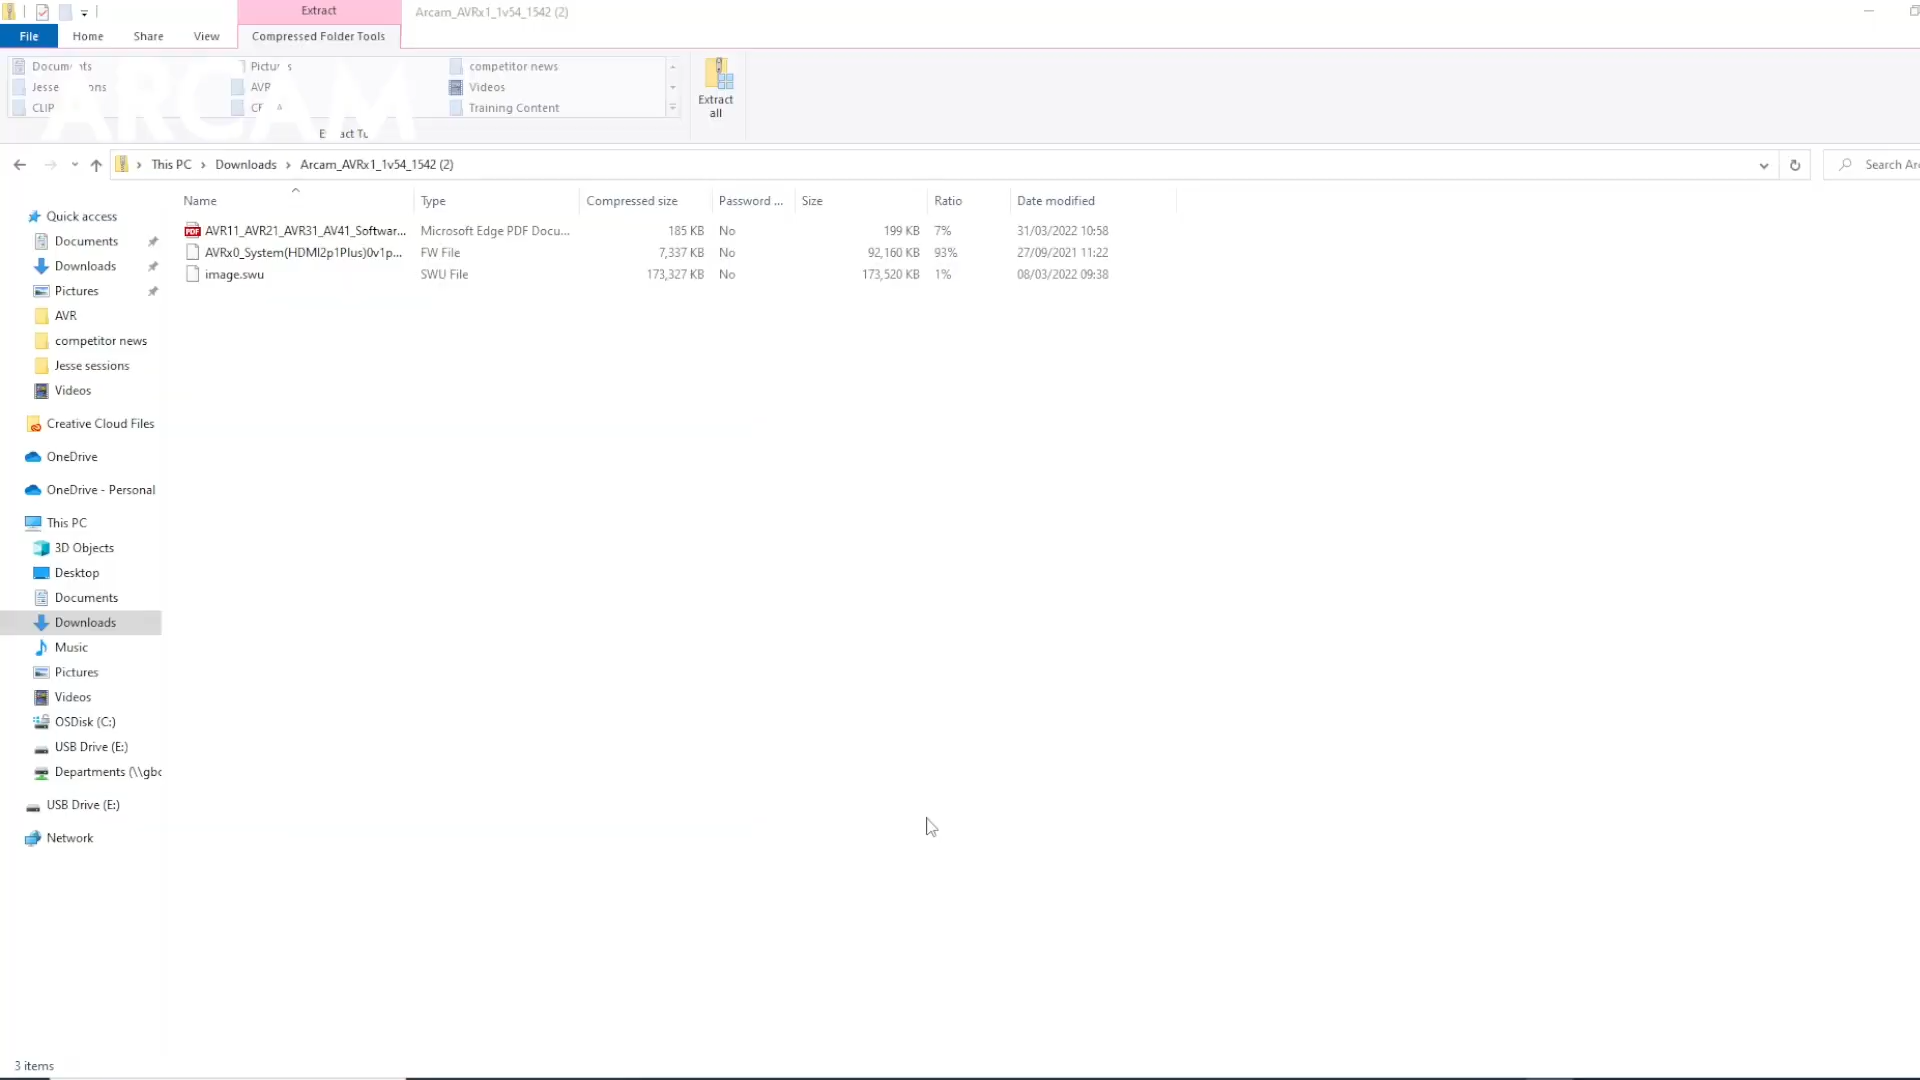 Extract
Arcam_AVRx1_1v54_1542 (2)
File
Home
Share
View
Compressed Folder Tools
Pictures
competitor news
AVR
Videos
Training Content
ARCAM
Extract
all
This PC
Downloads
Arcam_AVRx1_1v54_1542 (2)
Search Arc
Name
Type
Compressed size
Password ...
Size
Ratio
Date modified
AVR11_AVR21_AVR31_AV41_Softwar... Microsoft Edge PDF Docu... 185 KB No 199 KB 7% 31/03/2022 10:58
AVRx0_System(HDMI2p1Plus)0v1p... FW File 7,337 KB No 92,160 KB 93% 27/09/2021 11:22
image.swu SWU File 173,327 KB No 173,520 KB 1% 08/03/2022 09:38
Quick access
Documents
Downloads
Pictures
AVR
competitor news
Jesse sessions
Videos
Creative Cloud Files
OneDrive
OneDrive - Personal
This PC
3D Objects
Desktop
Documents
Downloads
Music
Pictures
Videos
OSDisk (C:)
USB Drive (E:)
Departments (\\gbc
USB Drive (E:)
Network
3 items